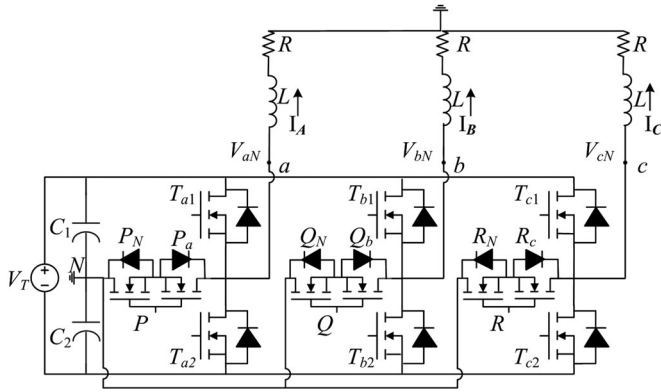 R R R
L I_A L I_B L I_C
V_aN a V_bN b V_cN c
T_a1 T_b1 T_c1
C_1 P_N P_a Q_N Q_b R_N R_c
V_T + − N
P Q R
C_2 T_a2 T_b2 T_c2